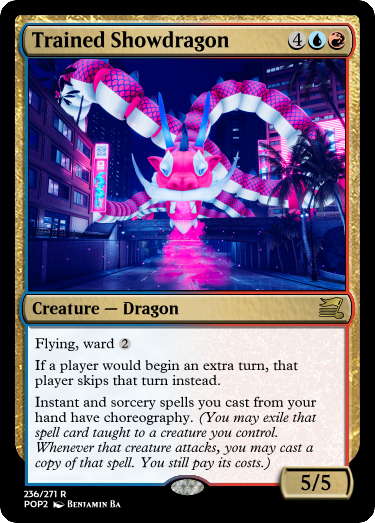 Trained Showdragon 4
Creature — Dragon
Flying, ward 2
If a player would begin an extra turn, that
player skips that turn instead.
Instant and sorcery spells you cast from your
hand have choreography. (You may exile that
spell card taught to a creature you control.
Whenever that creature attacks, you may cast a
copy of that spell. You still pay its costs.)
5/5
236/271 R
POP2 Benjamin Ba